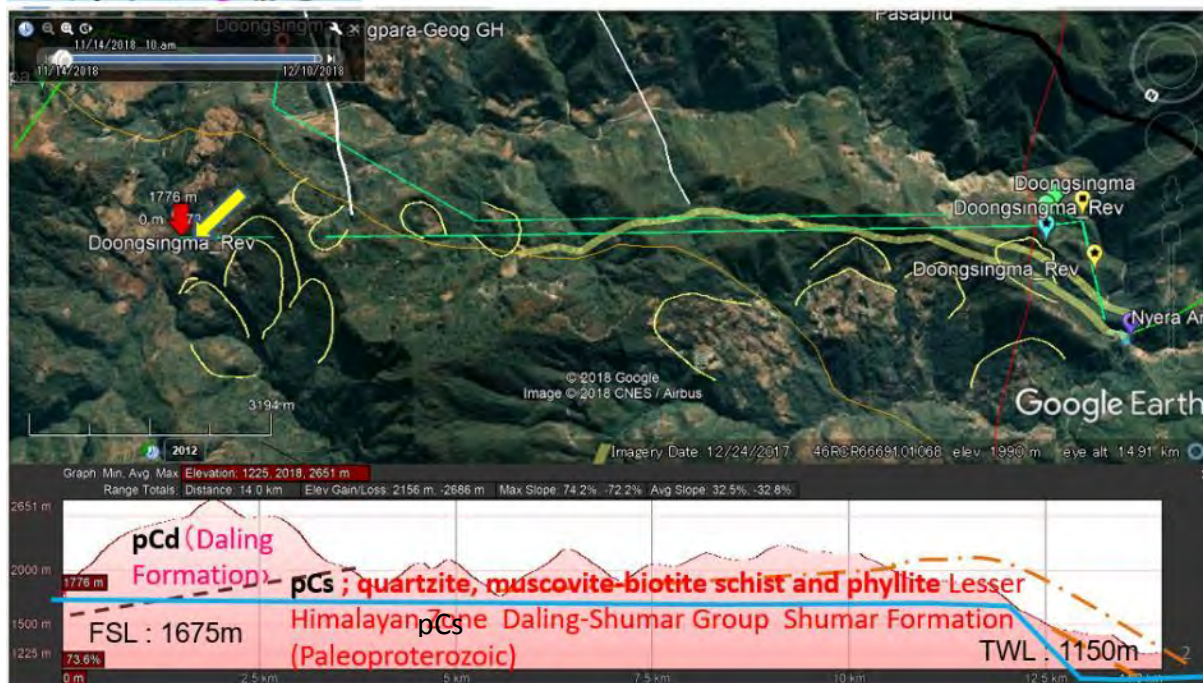 Doongsingma
gpara-Geog GH
Pasaphu
11/14/2018 10 am
11/14/2018
12/10/2018
1776 m
0 m
Doongsingma_Rev
Doongsingma
Doongsingma_Rev
Doongsingma_Rev
Nyera
© 2018 Google
Image © 2018 CNES / Airbus
3194 m
Google Earth
2012
Imagery Date: 12/24/2017 46RCR6669101068 elev 1990 m eye alt 14.91 km
Graph: Min, Avg, Max Elevation: 1225, 2018, 2651 m
Range Totals: Distance: 14.0 km Elev Gain/Loss: 2156 m, -2686 m Max Slope: 74.2%, -72.2% Avg Slope: 32.5%, -32.8%
2651 m
pCd (Daling
Formation)
2000 m
1776 m
pCs ; quartzite, muscovite-biotite schist and phyllite Lesser
Himalayan Zone Daling-Shumar Group Shumar Formation
pCs
(Paleoproterozoic)
1500 m
FSL : 1675m
TWL : 1150m
1225 m
73.6%
2
0 m
2.5 km
5 km
7.5 km
10 km
12.5 km